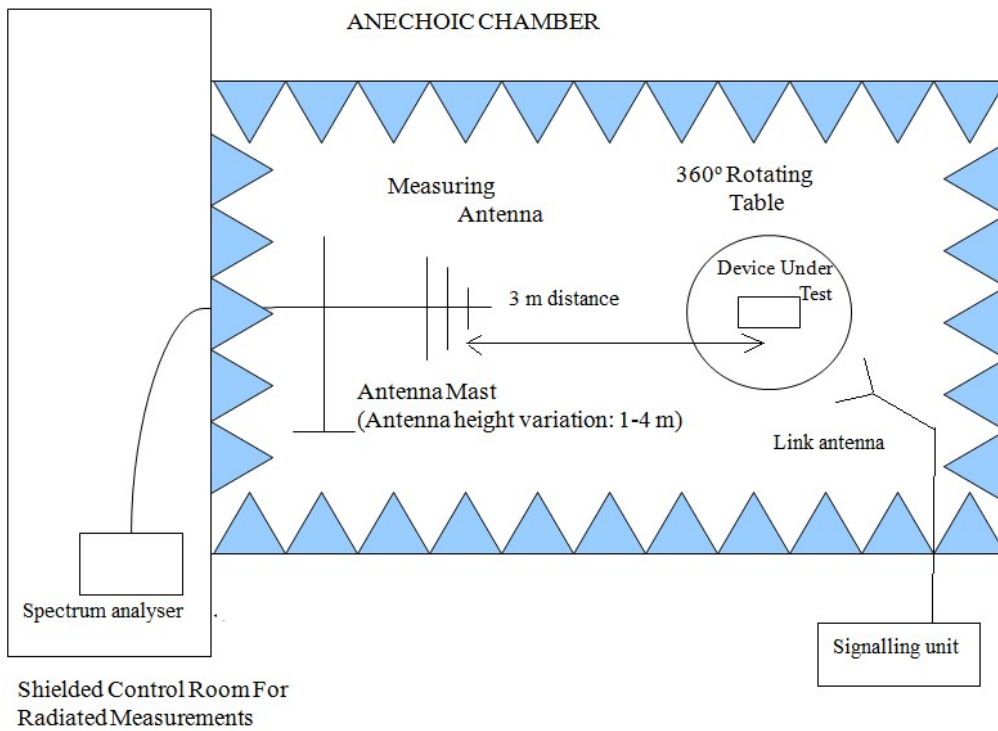 ANECHOIC CHAMBER
Measuring
Antenna
360º Rotating
Table
Device Under
Test
3 m distance
Antenna Mast
(Antenna height variation: 1-4 m)
Link antenna
Spectrum analyser
Signalling unit
Shielded Control Room For
Radiated Measurements